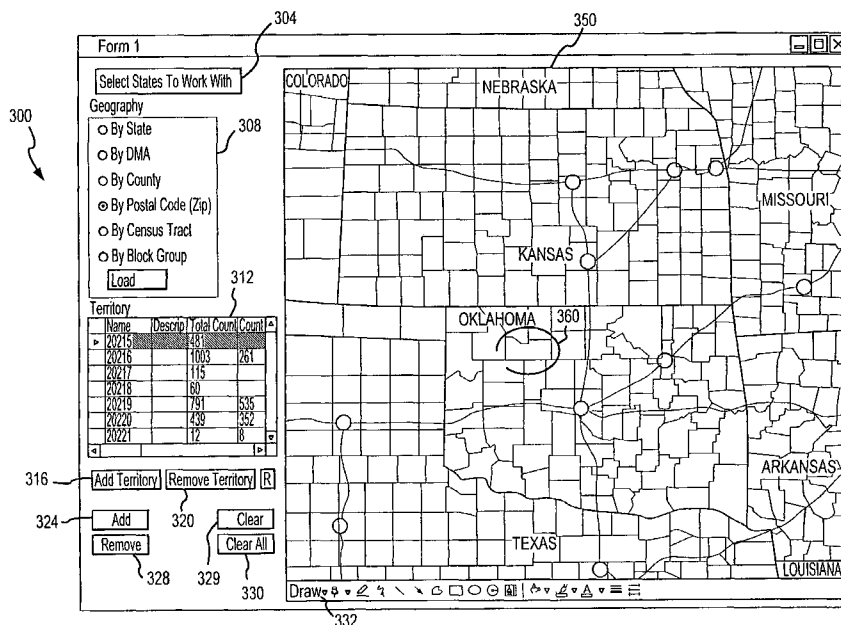 304
350
Form 1
Select States To Work With
COLORADO
NEBRASKA
Geography
300
308
By State
By DMA
By County
By Postal Code (Zip)
By Census Tract
By Block Group
Load
MISSOURI
KANSAS
312
Territory
Name Descrip Total Count Count
20215 481
20216 1003 261
20217 115
20218 60
20219 791 535
20220 439 352
20221 12 8
OKLAHOMA
360
316
Add Territory Remove Territory R
320
ARKANSAS
324
Add Clear
Remove Clear All
328 329 330
TEXAS
LOUISIANA
Draw
332